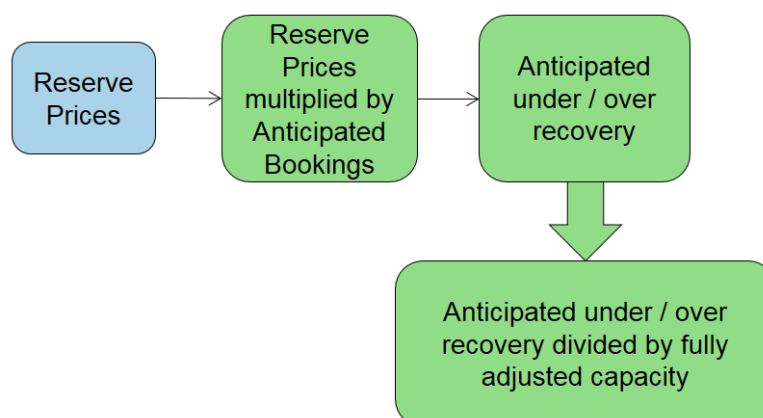 Reserve
Prices
Reserve
Prices
multiplied by
Anticipated
Bookings
Anticipated
under / over
recovery
Anticipated under / over
recovery divided by fully
adjusted capacity